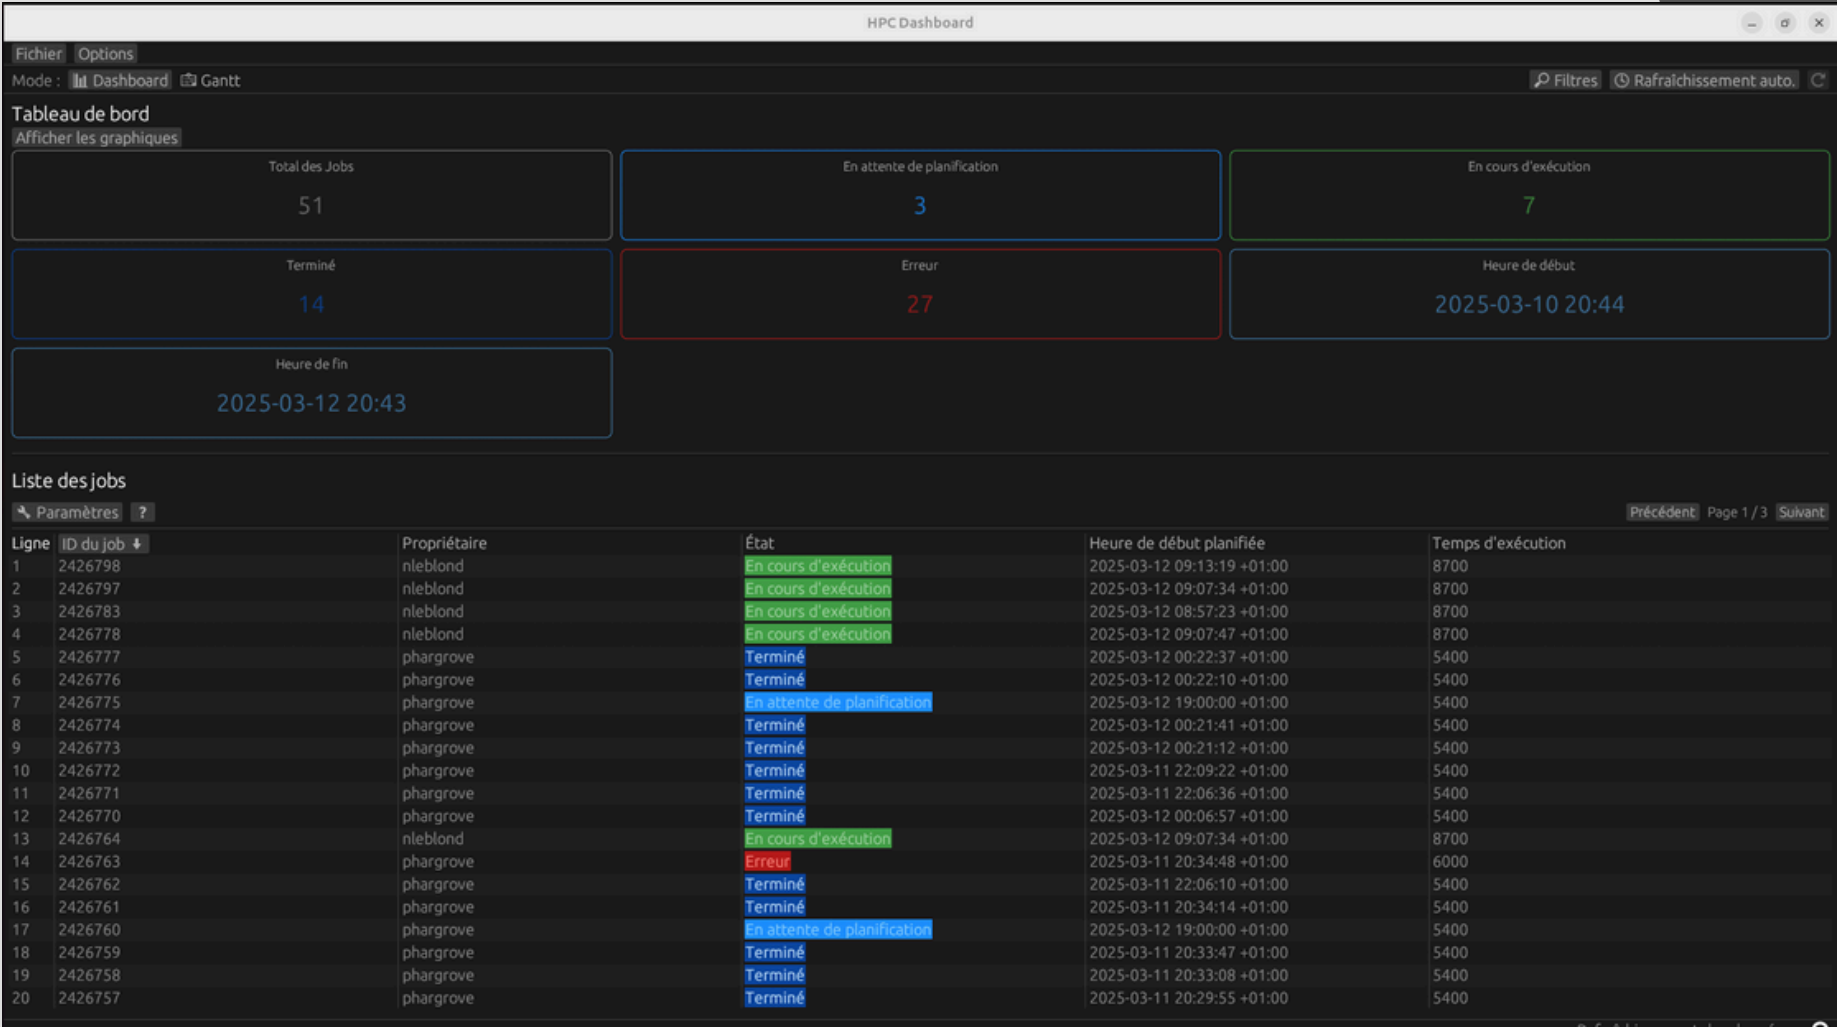 HPC Dashboard
Fichier Options
Mode : Dashboard Gantt Filtres Rafraîchissement auto.
Tableau de bord
Afficher les graphiques
Total des Jobs
51
En attente de planification
3
En cours d'exécution
7
Terminé
14
Erreur
27
Heure de début
2025-03-10 20:44
Heure de fin
2025-03-12 20:43
Liste des jobs
Paramètres ? Précédent Page 1 / 3 Suivant
Ligne ID du job Propriétaire État Heure de début planifiée Temps d'exécution
1 2426798 nleblond En cours d'exécution 2025-03-12 09:13:19 +01:00 8700
2 2426797 nleblond En cours d'exécution 2025-03-12 09:07:34 +01:00 8700
3 2426783 nleblond En cours d'exécution 2025-03-12 08:57:23 +01:00 8700
4 2426778 nleblond En cours d'exécution 2025-03-12 09:07:47 +01:00 8700
5 2426777 phargrove Terminé 2025-03-12 00:22:37 +01:00 5400
6 2426776 phargrove Terminé 2025-03-12 00:22:10 +01:00 5400
7 2426775 phargrove En attente de planification 2025-03-12 19:00:00 +01:00 5400
8 2426774 phargrove Terminé 2025-03-12 00:21:41 +01:00 5400
9 2426773 phargrove Terminé 2025-03-12 00:21:12 +01:00 5400
10 2426772 phargrove Terminé 2025-03-11 22:09:22 +01:00 5400
11 2426771 phargrove Terminé 2025-03-11 22:06:36 +01:00 5400
12 2426770 phargrove Terminé 2025-03-12 00:06:57 +01:00 5400
13 2426764 nleblond En cours d'exécution 2025-03-12 09:07:34 +01:00 8700
14 2426763 phargrove Erreur 2025-03-11 20:34:48 +01:00 6000
15 2426762 phargrove Terminé 2025-03-11 22:06:10 +01:00 5400
16 2426761 phargrove Terminé 2025-03-11 20:34:14 +01:00 5400
17 2426760 phargrove En attente de planification 2025-03-12 19:00:00 +01:00 5400
18 2426759 phargrove Terminé 2025-03-11 20:33:47 +01:00 5400
19 2426758 phargrove Terminé 2025-03-11 20:33:08 +01:00 5400
20 2426757 phargrove Terminé 2025-03-11 20:29:55 +01:00 5400